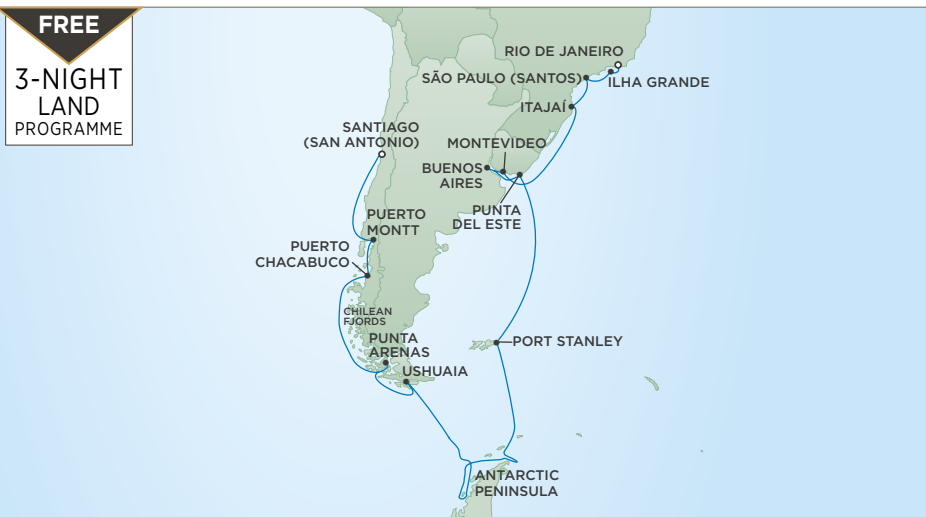 FREE
3-NIGHT
LAND
PROGRAMME
RIO DE JANEIRO
SÃO PAULO (SANTOS)
ILHA GRANDE
ITAJAÍ
SANTIAGO
(SAN ANTONIO)
MONTEVIDEO
BUENOS
AIRES
PUNTA
DEL ESTE
PUERTO
MONTT
PUERTO
CHACABUCO
CHILEAN
FJORDS
PUNTA
ARENAS
USHUAIA
PORT STANLEY
ANTARCTIC
PENINSULA